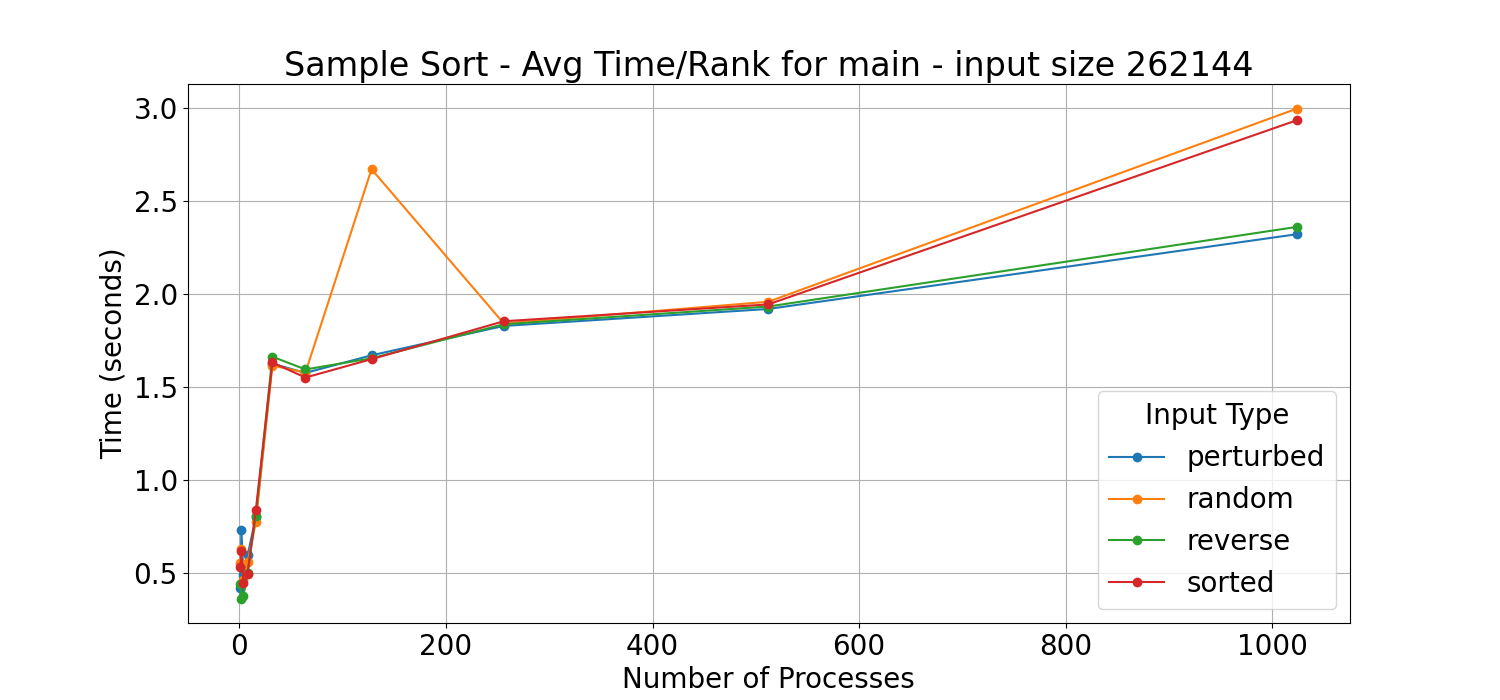 Sample Sort - Avg Time/Rank for main - input size 262144
3.0
2.5
2.0
1.5
1.0
0.5
Time (seconds)
Input Type
perturbed
random
reverse
sorted
0 200 400 600 800 1000
Number of Processes